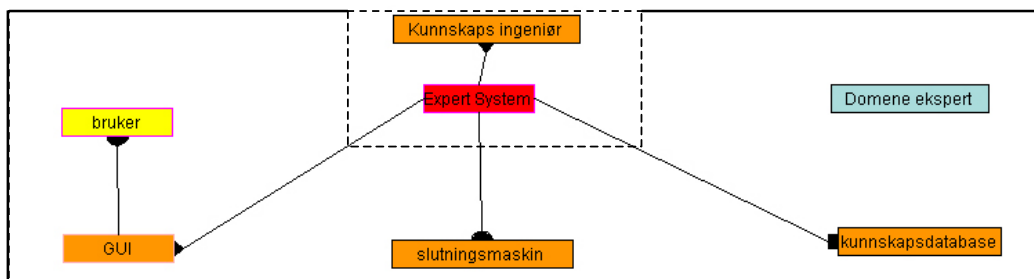 Kunnskaps ingeniør
Expert System
Domene ekspert
bruker
GUI
slutningsmaskin
kunnskapsdatabase